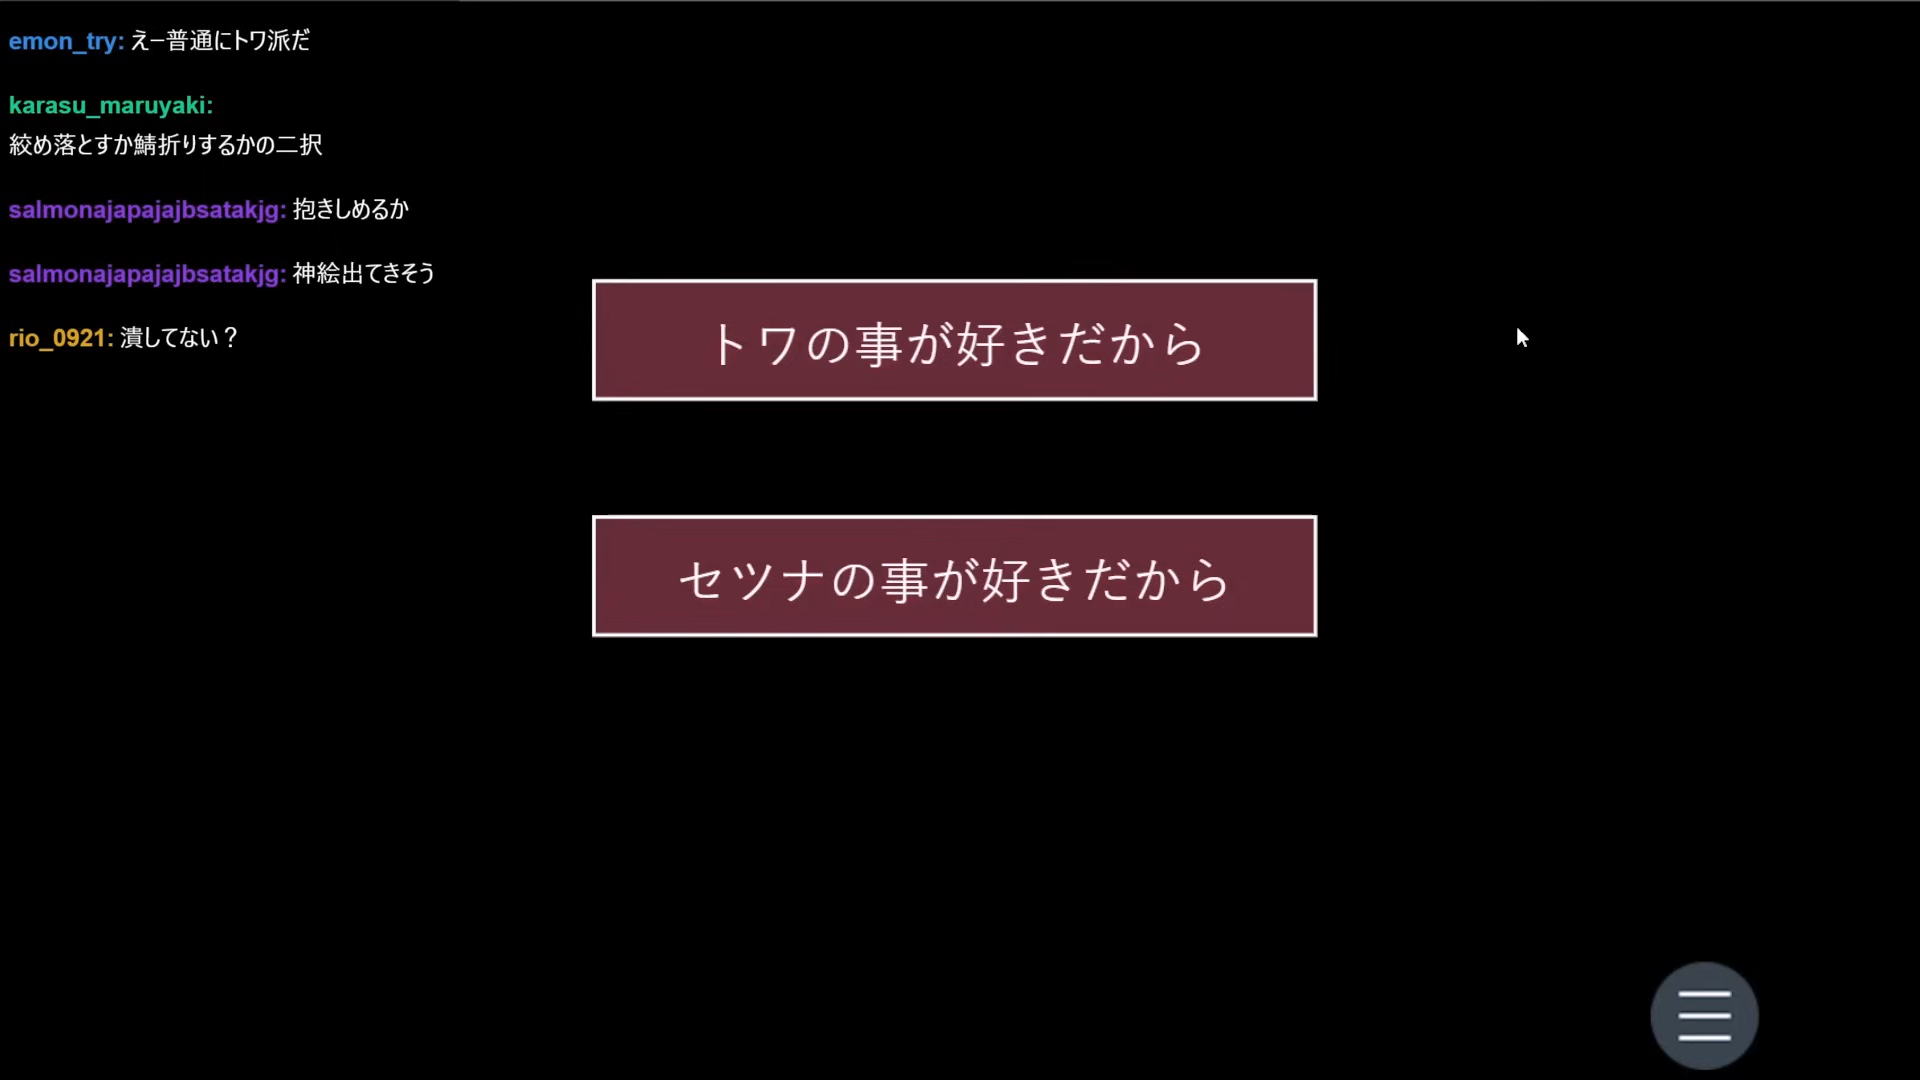 emon_try: えー普通にトワ派だ
karasu_maruyaki:
絞め落とすか鯖折りするかの二択
salmonajapajajbsatakjg: 抱きしめるか
salmonajapajajbsatakjg: 神絵出てきそう
rio_0921: 潰してない？
トワの事が好きだから
セツナの事が好きだから